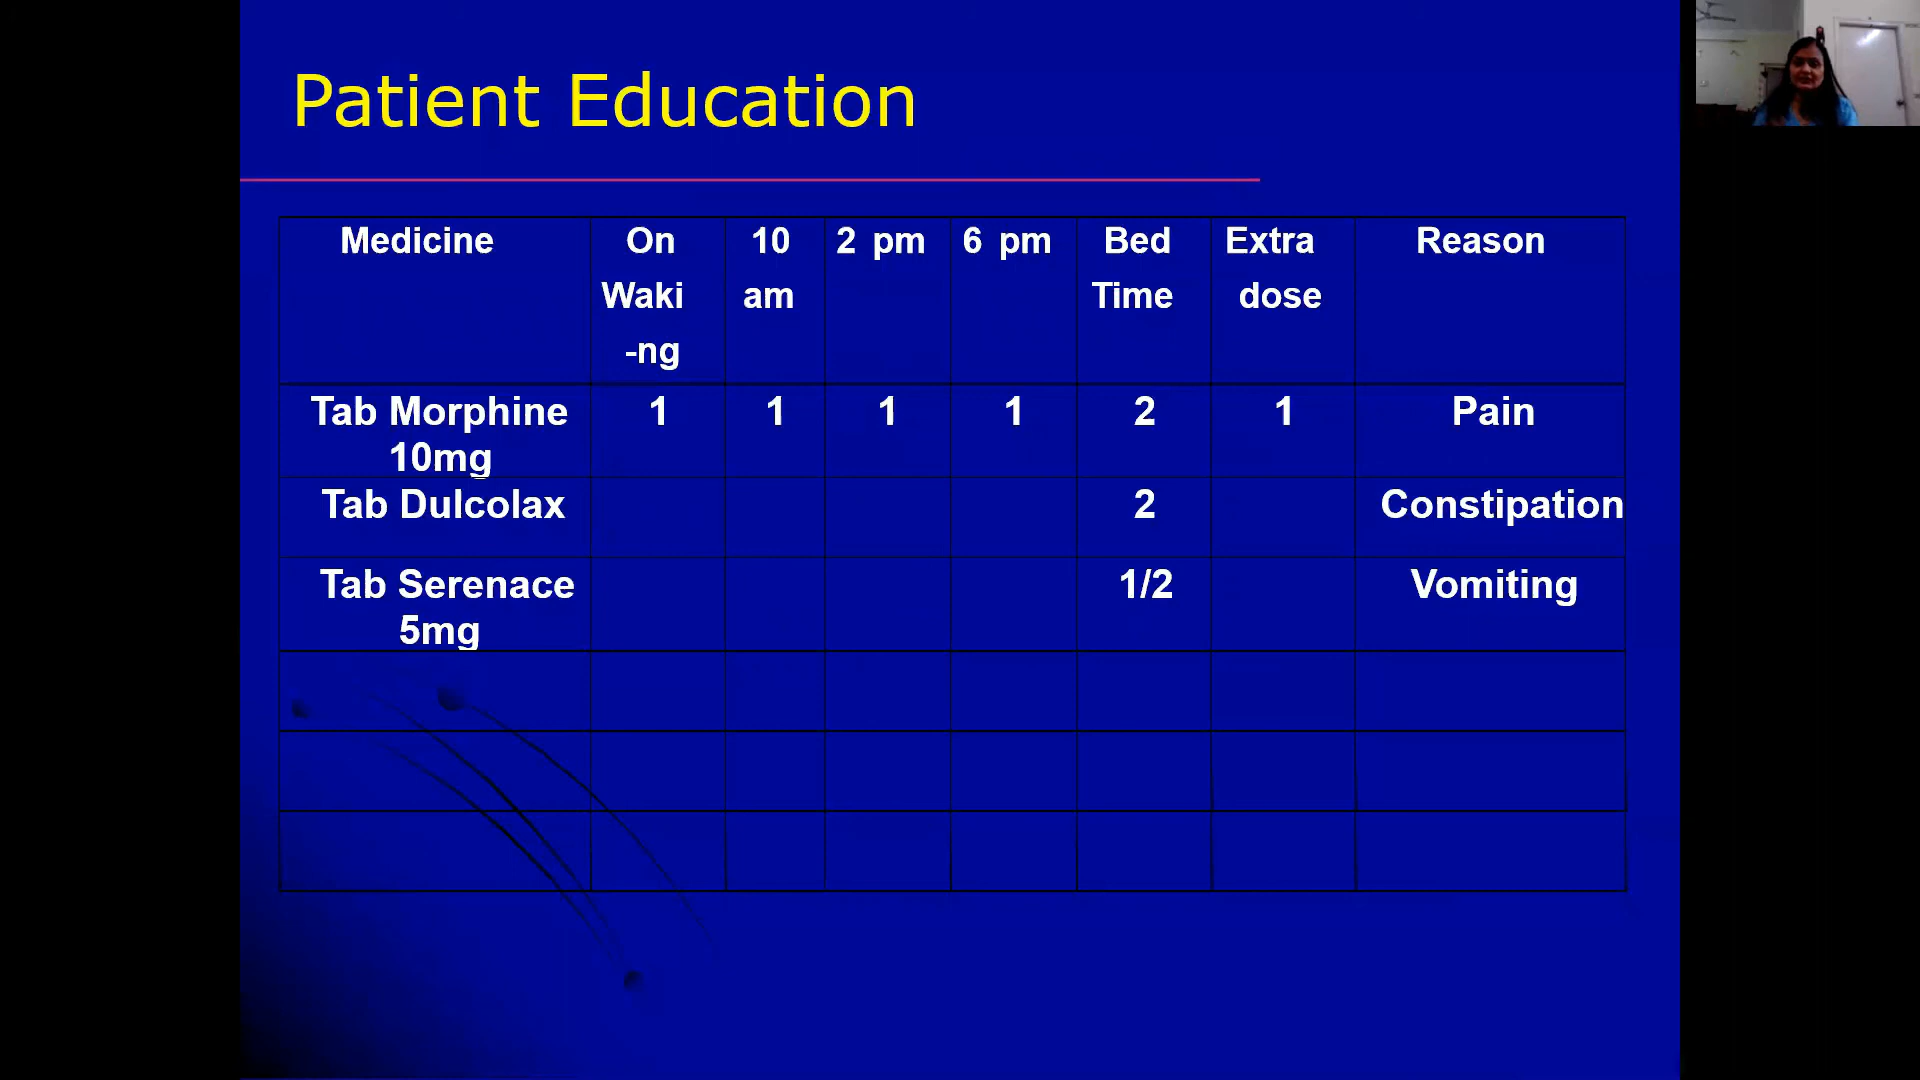 Patient Education
Medicine On 10 2 pm 6 pm Bed Extra Reason
Waki am Time dose
-ng
Tab Morphine 1 1 1 1 2 1 Pain
10mg
Tab Dulcolax 2 Constipation
Tab Serenace 1/2 Vomiting
5mg